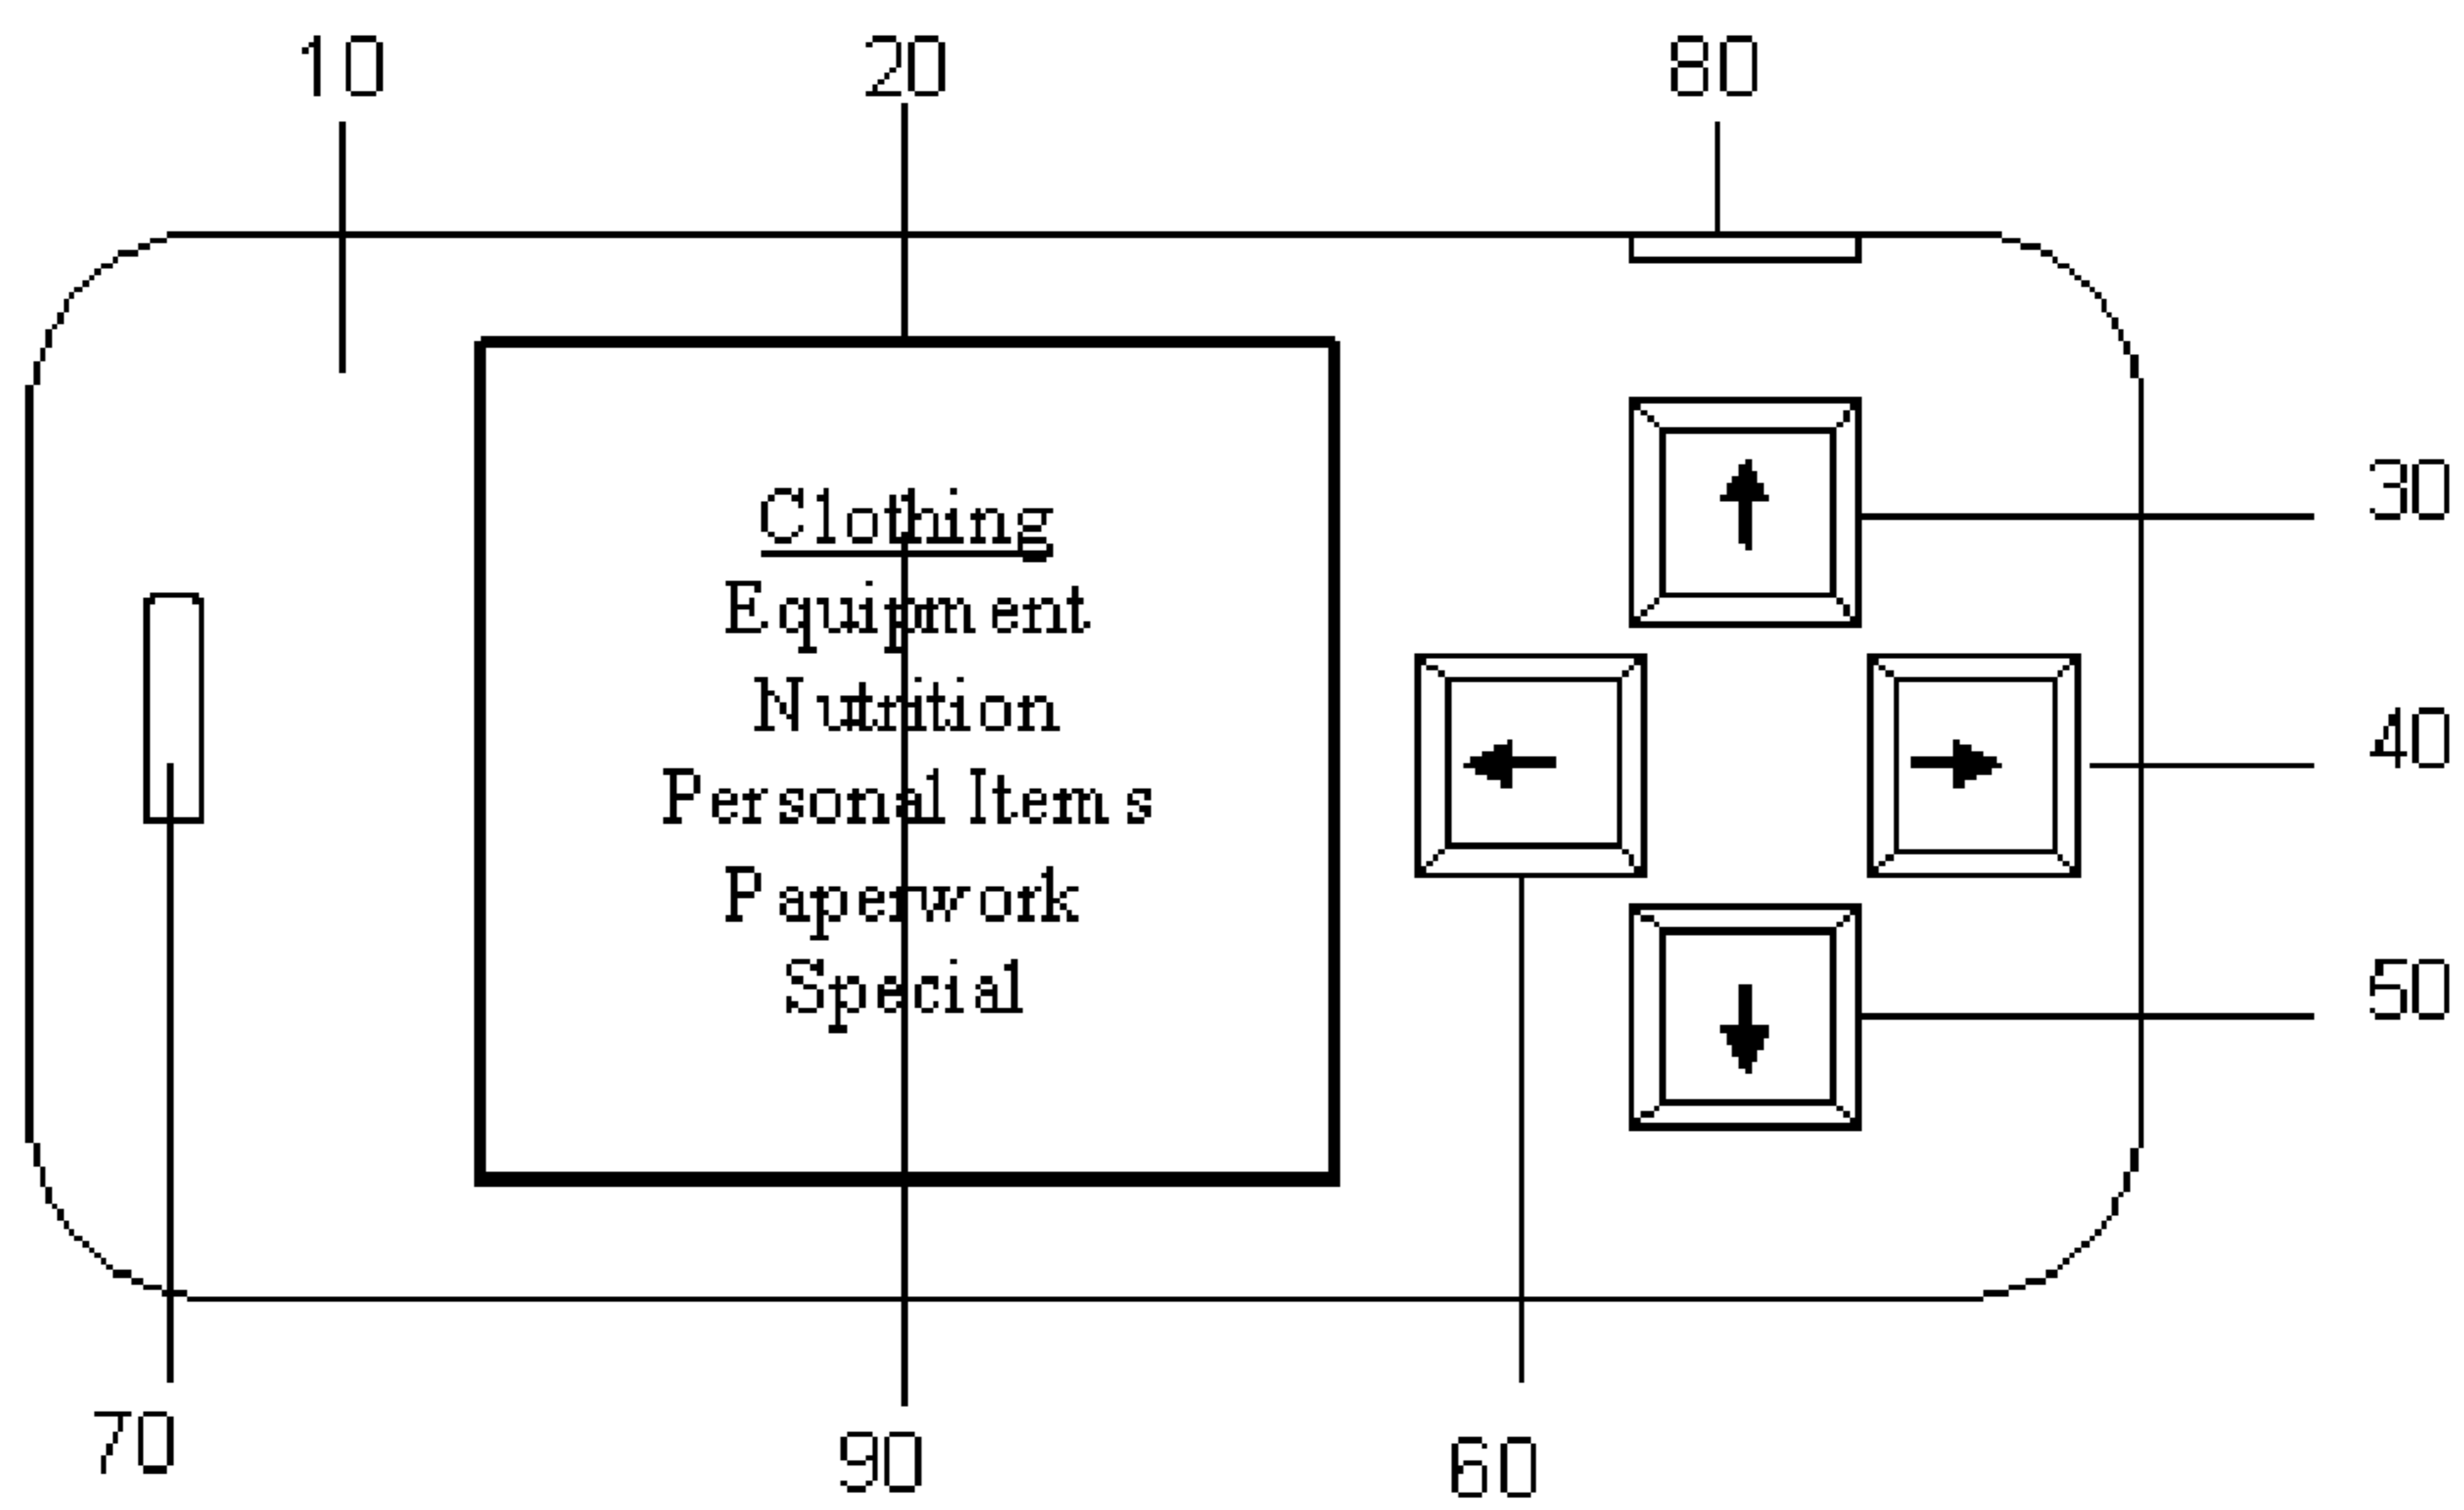 10 20 80
Clothing
30
Equipment
Nutrition
40
Personal Items
Paperwork
Special
50
70 90 60